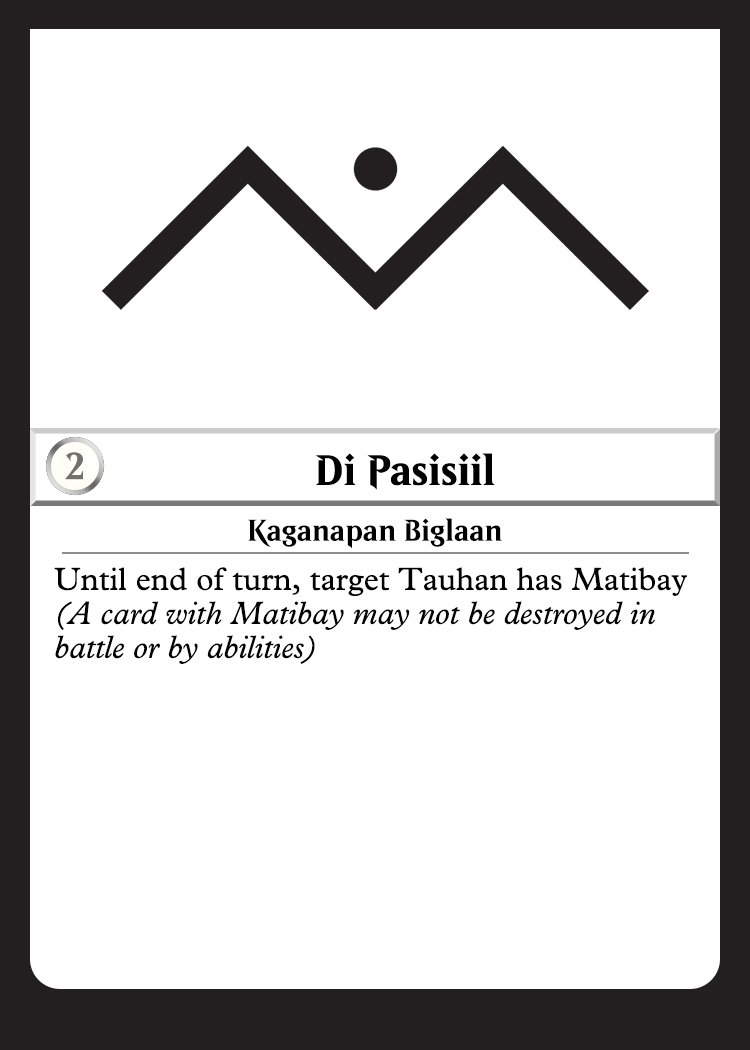 2
Di Pasisiil
Kaganapan Biglaan
Until end of turn, target Tauhan has Matibay
(A card with Matibay may not be destroyed in
battle or by abilities)